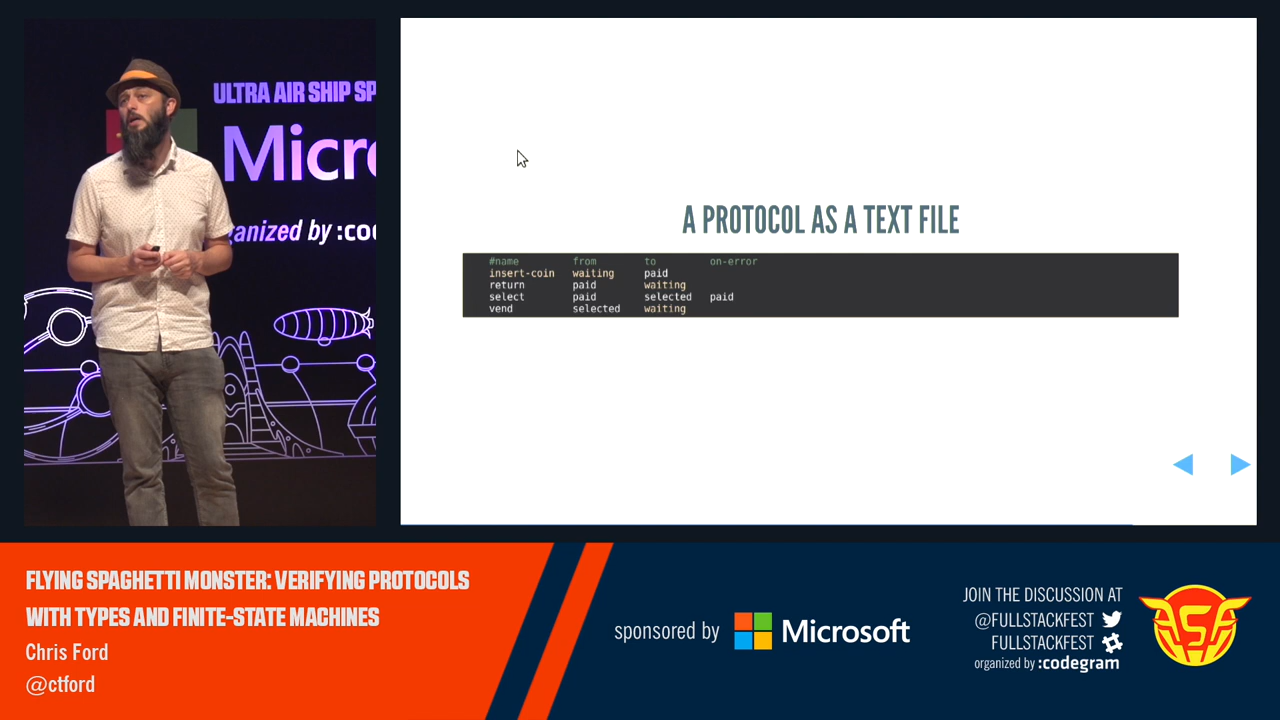 ULTRA AIR SHIP SP
Micro
ganized by :co
A PROTOCOL AS A TEXT FILE
#name from to on-error
insert-coin waiting paid
return paid waiting
select paid selected paid
vend selected waiting
FLYING SPAGHETTI MONSTER: VERIFYING PROTOCOLS
WITH TYPES AND FINITE-STATE MACHINES
Chris Ford
@ctford
sponsored by Microsoft
JOIN THE DISCUSSION AT
@FULLSTACKFEST
FULLSTACKFEST
organized by :codegram
FSF